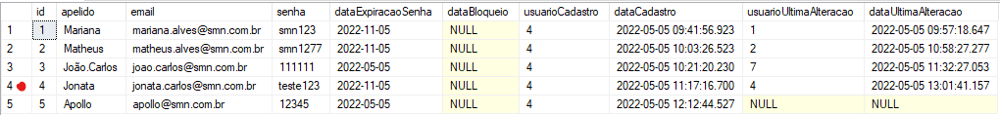 id apelido email senha dataExpiracaoSenha dataBloqueio usuarioCadastro dataCadastro usuarioUltimaAlteracao dataUltimaAlteracao
1 1 Mariana mariana.alves@smn.com.br smn123 2022-11-05 NULL 4 2022-05-05 09:41:56.923 1 2022-05-05 09:57:18.647
2 2 Matheus matheus.alves@smn.com.br smn1277 2022-11-05 NULL 4 2022-05-05 10:03:26.523 2 2022-05-05 10:58:27.277
3 3 João.Carlos joao.carlos@smn.com.br 111111 2022-05-05 NULL 4 2022-05-05 10:21:20.230 7 2022-05-05 11:32:27.053
4 4 Jonata jonata.carlos@smn.com.br teste123 2022-11-05 NULL 4 2022-05-05 11:17:16.700 4 2022-05-05 13:01:41.157
5 5 Apollo apollo@smn.com.br 12345 2022-05-05 NULL 4 2022-05-05 12:12:44.527 NULL NULL